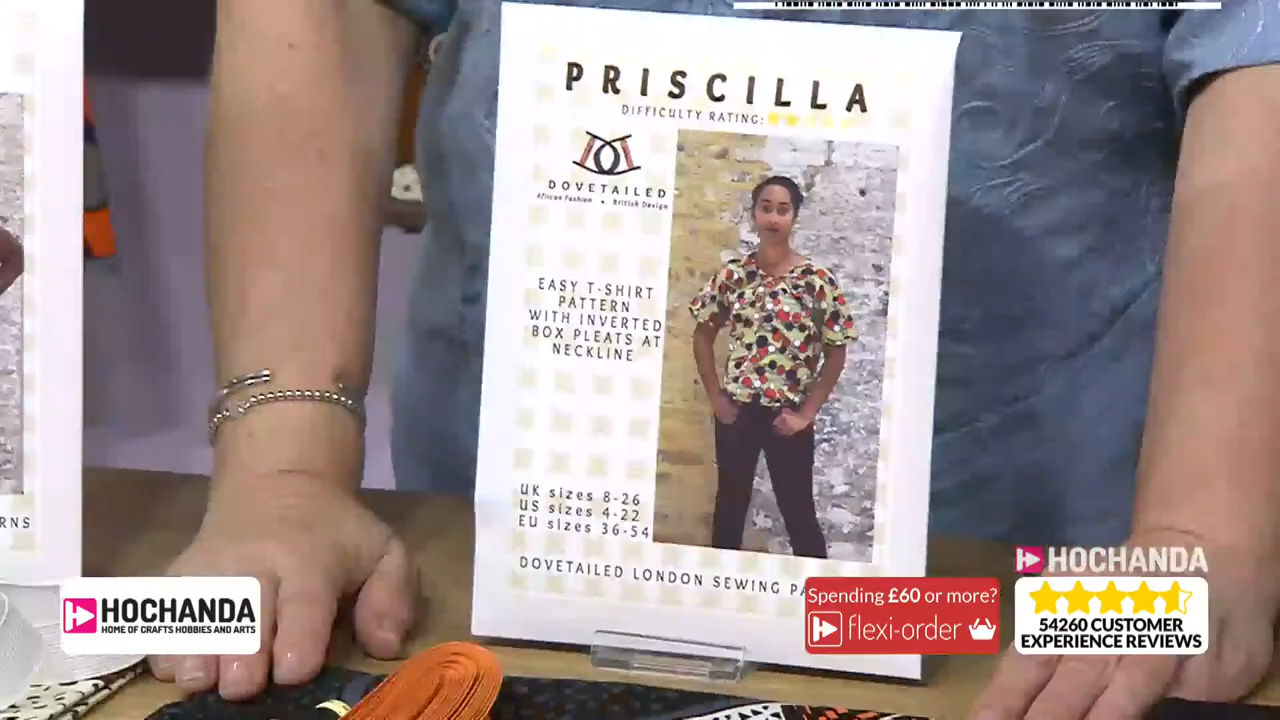 PRISCILLA
DIFFICULTY RATING:
DOVETAILED
African Fashion • British Design
EASY T-SHIRT
PATTERN
WITH INVERTED
BOX PLEATS AT
NECKLINE
UK sizes 8-26
US sizes 4-22
EU sizes 36-54
DOVETAILED LONDON SEWING
RNS
HOCHANDA
HOME OF CRAFTS HOBBIES AND ARTS
Spending £60 or more?
flexi-order
HOCHANDA
54260 CUSTOMER
EXPERIENCE REVIEWS